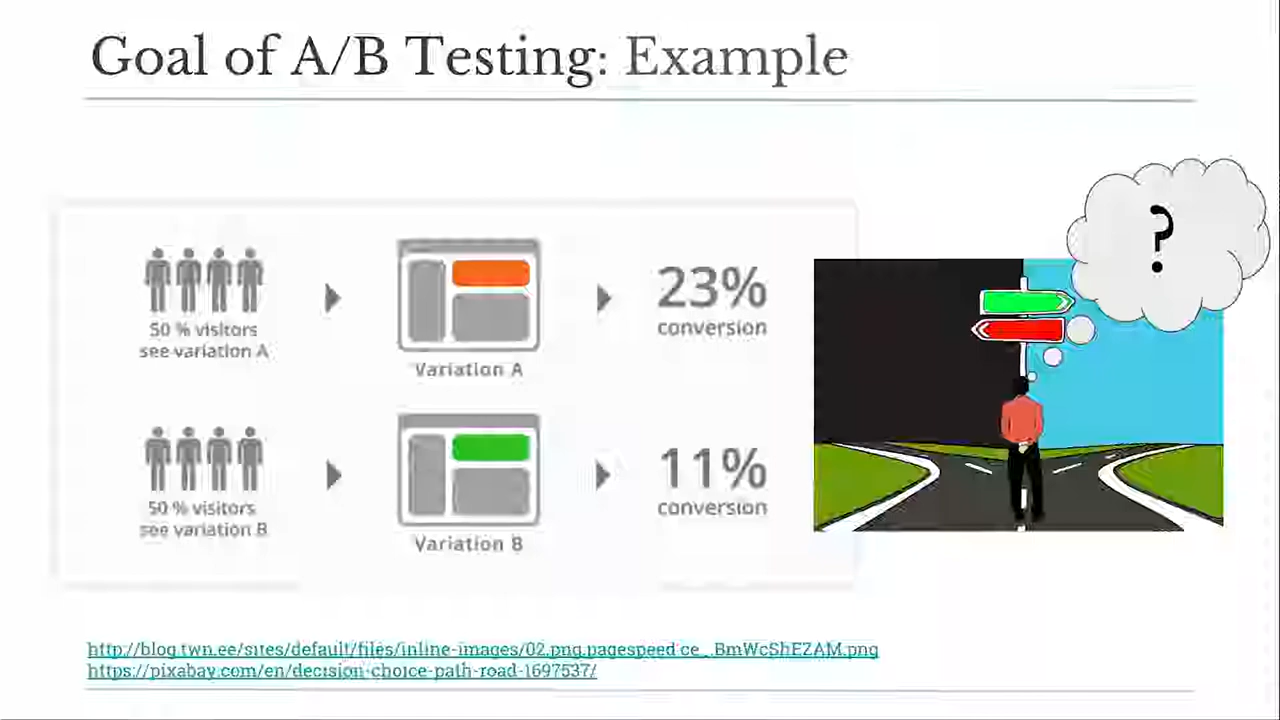 Goal of A/B Testing: Example
50 % visitors
see variation A
Variation A
23%
conversion
?
50 % visitors
see variation B
Variation B
11%
conversion
http://blog.twn.ee/sites/default/files/inline-images/02.png.pagespeed.ce_.BmWcShEZAM.png
https://pixabay.com/en/decision-choice-path-road-1697537/